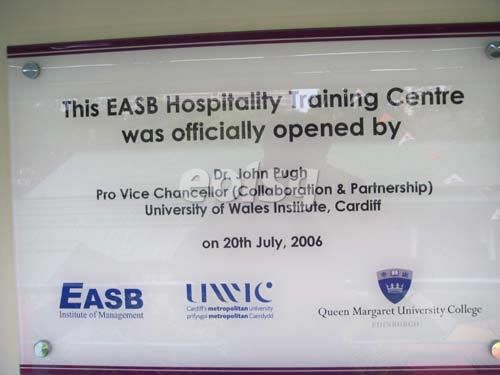 This EASB Hospitality Training Centre
was officially opened by
Dr. John Pugh
Pro Vice Chancellor (Collaboration & Partnership)
University of Wales Institute, Cardiff
on 20th July, 2006
EASB
Institute of Management
UWIC
Cardiff's metropolitan university
prifysgol metropolitan Caerdydd
Queen Margaret University College
EDINBURGH